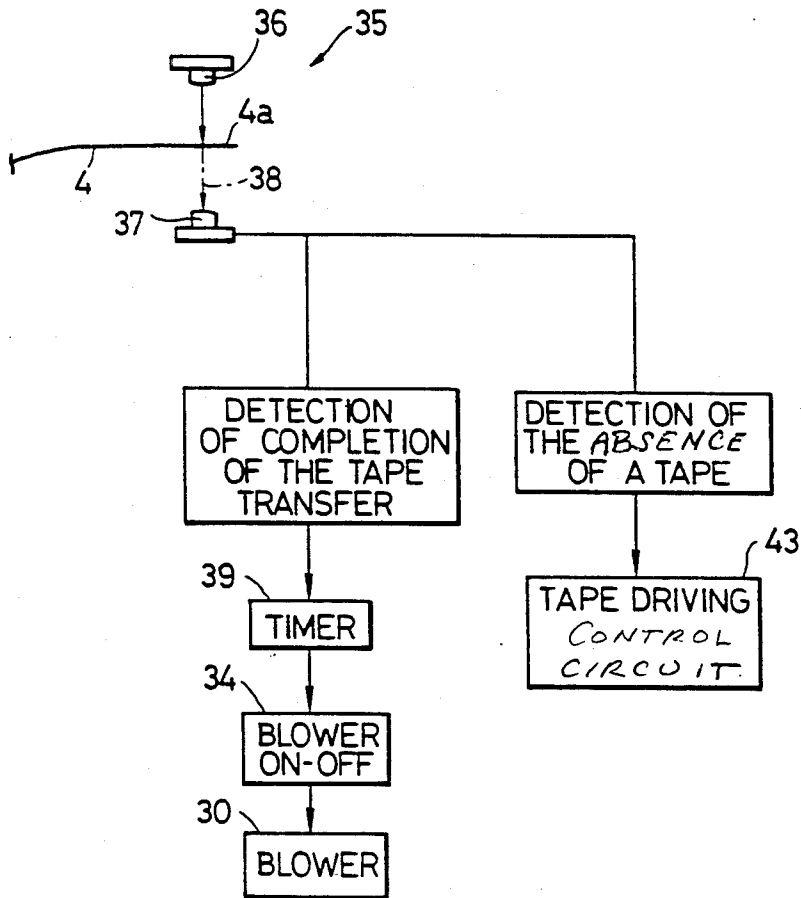 36
35
4a
4
38
37
DETECTION
OF COMPLETION
OF THE TAPE
TRANSFER
DETECTION OF
THE ABSENCE
OF A TAPE
39
TIMER
43
TAPE DRIVING
CONTROL
CIRCUIT.
34
BLOWER
ON-OFF
30
BLOWER